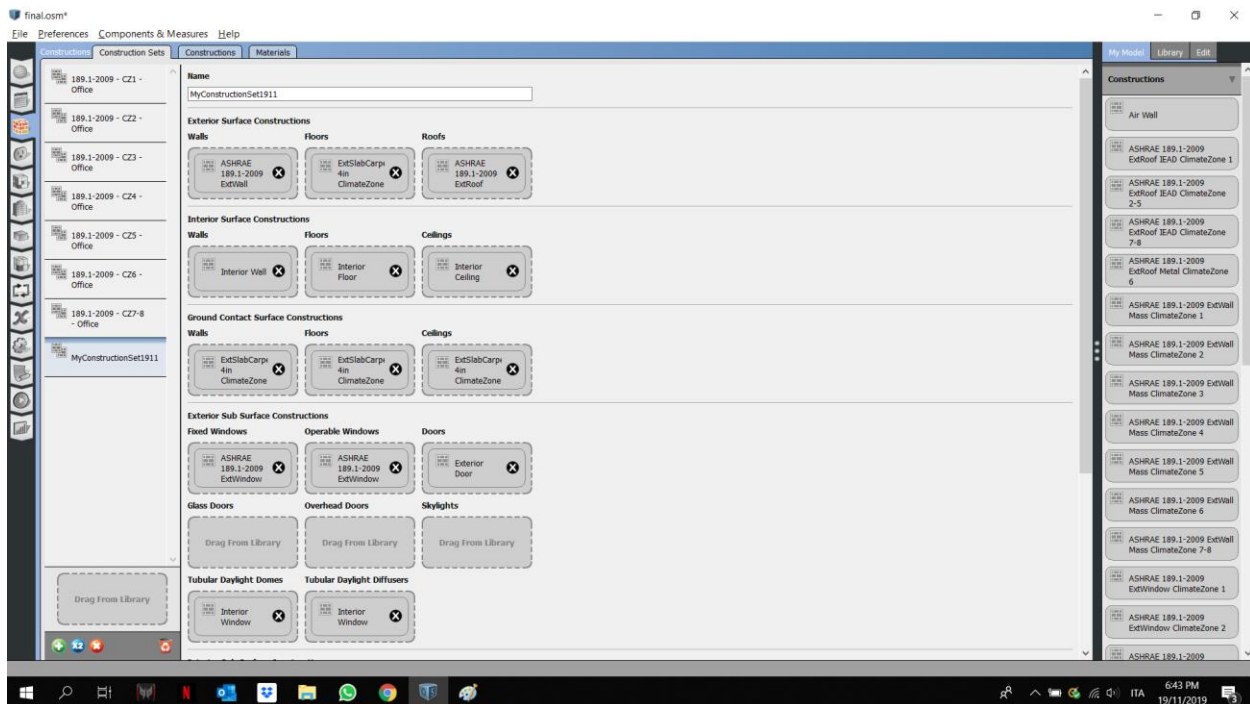 final.osm*
File Preferences Components & Measures Help
Constructions Construction Sets Constructions Materials
My Model Library Edit
189.1-2009 - CZ1 -
Office
189.1-2009 - CZ2 -
Office
189.1-2009 - CZ3 -
Office
189.1-2009 - CZ4 -
Office
189.1-2009 - CZ5 -
Office
189.1-2009 - CZ6 -
Office
189.1-2009 - CZ7-8
- Office
MyConstructionSet1911
Drag From Library
x2
Name
MyConstructionSet1911
Exterior Surface Constructions
Walls Floors Roofs
ASHRAE
189.1-2009
ExtWall
ExtSlabCarp
4in
ClimateZone
ASHRAE
189.1-2009
ExtRoof
Interior Surface Constructions
Walls Floors Ceilings
Interior Wall
Interior
Floor
Interior
Ceiling
Ground Contact Surface Constructions
Walls Floors Ceilings
ExtSlabCarp
4in
ClimateZone
ExtSlabCarp
4in
ClimateZone
ExtSlabCarp
4in
ClimateZone
Exterior Sub Surface Constructions
Fixed Windows Operable Windows Doors
ASHRAE
189.1-2009
ExtWindow
ASHRAE
189.1-2009
ExtWindow
Exterior
Door
Glass Doors Overhead Doors Skylights
Drag From Library Drag From Library Drag From Library
Tubular Daylight Domes Tubular Daylight Diffusers
Interior
Window
Interior
Window
Constructions
Air Wall
ASHRAE 189.1-2009
ExtRoof IEAD ClimateZone 1
ASHRAE 189.1-2009
ExtRoof IEAD ClimateZone
2-5
ASHRAE 189.1-2009
ExtRoof IEAD ClimateZone
7-8
ASHRAE 189.1-2009
ExtRoof Metal ClimateZone
6
ASHRAE 189.1-2009 ExtWall
Mass ClimateZone 1
ASHRAE 189.1-2009 ExtWall
Mass ClimateZone 2
ASHRAE 189.1-2009 ExtWall
Mass ClimateZone 3
ASHRAE 189.1-2009 ExtWall
Mass ClimateZone 4
ASHRAE 189.1-2009 ExtWall
Mass ClimateZone 5
ASHRAE 189.1-2009 ExtWall
Mass ClimateZone 6
ASHRAE 189.1-2009 ExtWall
Mass ClimateZone 7-8
ASHRAE 189.1-2009
ExtWindow ClimateZone 1
ASHRAE 189.1-2009
ExtWindow ClimateZone 2
ASHRAE 189.1-2009
ITA
6:43 PM
19/11/2019
3